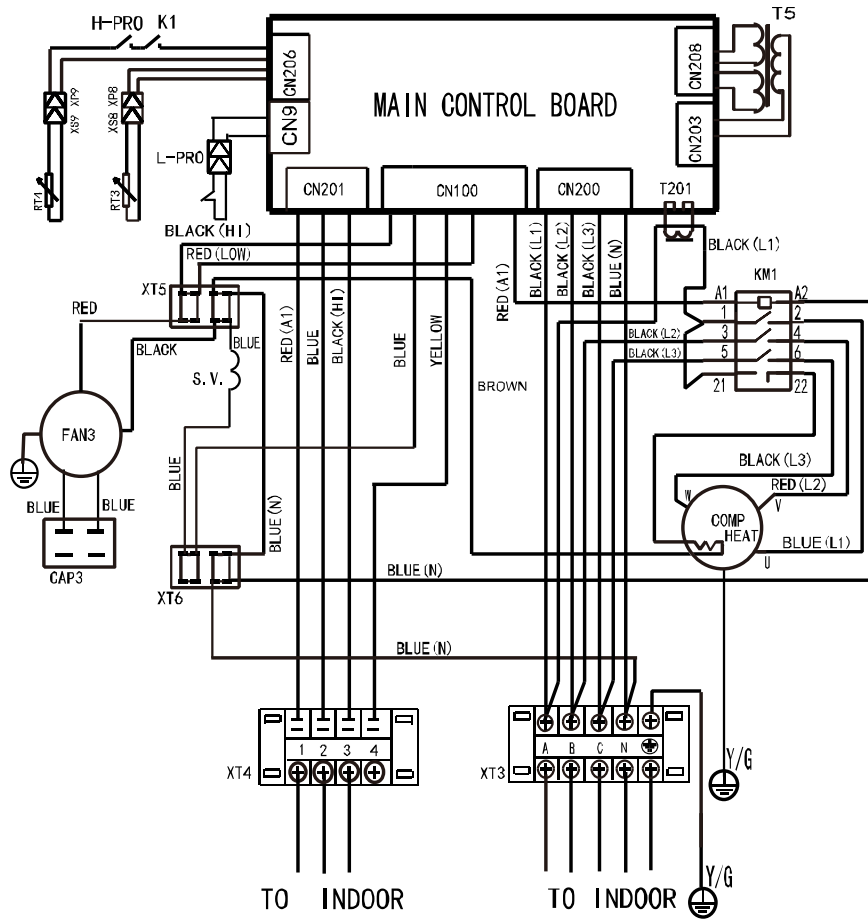 H-PRO K1
T5
CN206
CN208
XS9 XP9
XS8 XP8
MAIN CONTROL BOARD
CN9
CN203
L-PRO
RT4
RT3
CN201
CN100
CN200
T201
BLACK(HI)
RED(LOW)
BLACK(L1)
RED(A1)
BLACK(L1)
BLACK(L2)
BLACK(L3)
BLUE(N)
KM1
XT5
A1
A2
1
2
RED
BLACK
BLUE
RED(A1)
BLUE
BLACK(HI)
BLUE
YELLOW
BLACK(L2)
3
4
BLACK(L3)
5
6
S.V.
BROWN
21
22
FAN3
BLUE
BLUE(N)
BLACK(L3)
RED(L2)
W
V
COMP
HEAT
BLUE BLUE
BLUE(L1)
U
CAP3
XT6
BLUE(N)
BLUE(N)
1 2 3 4
XT4
A B C N
XT3
Y/G
TO INDOOR
TO INDOOR
Y/G